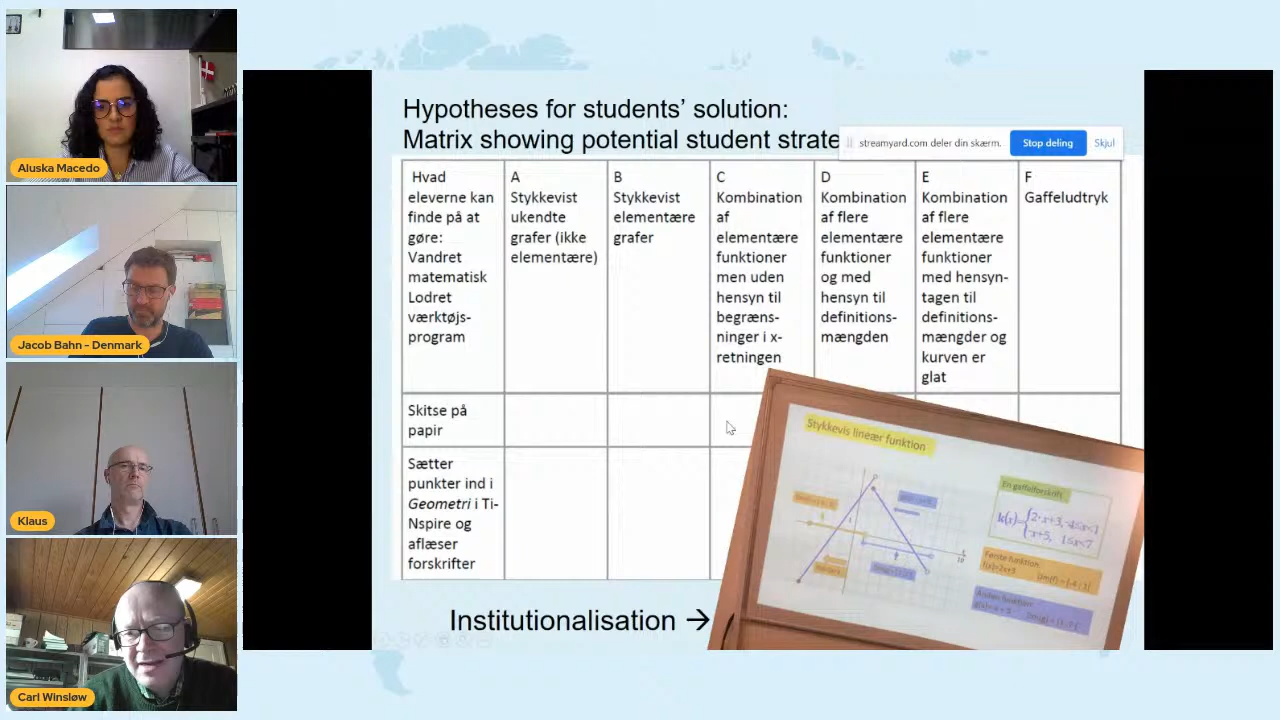 Aluska Macedo
Jacob Bahn - Denmark
Klaus
Carl Winsløw
Hypotheses for students’ solution:
Matrix showing potential student strate
streamyard.com deler din skærm.
Stop deling
Skjul
Hvad
eleverne kan
finde på at
gøre:
Vandret
matematisk
Lodret
værktøjs-
program
A
Stykkevist
ukendte
grafer (ikke
elementære)
B
Stykkevist
elementære
grafer
C
Kombination
af
elementære
funktioner
men uden
hensyn til
begræns-
ninger i x-
retningen
D
Kombination
af flere
elementære
funktioner
og med
hensyn til
definitions-
mængden
E
Kombination
af flere
elementære
funktioner
med hensyn-
tagen til
definitions-
mængder og
kurven er
glat
F
Gaffeludtryk
Skitse på
papir
Sætter
punkter ind i
Geometri i Ti-
Nspire og
aflæser
forskrifter
Stykkevis lineær funktion
En gaffelforskrift
Første funktion:
f(x)=2x+3
Anden funktion:
Institutionalisation →